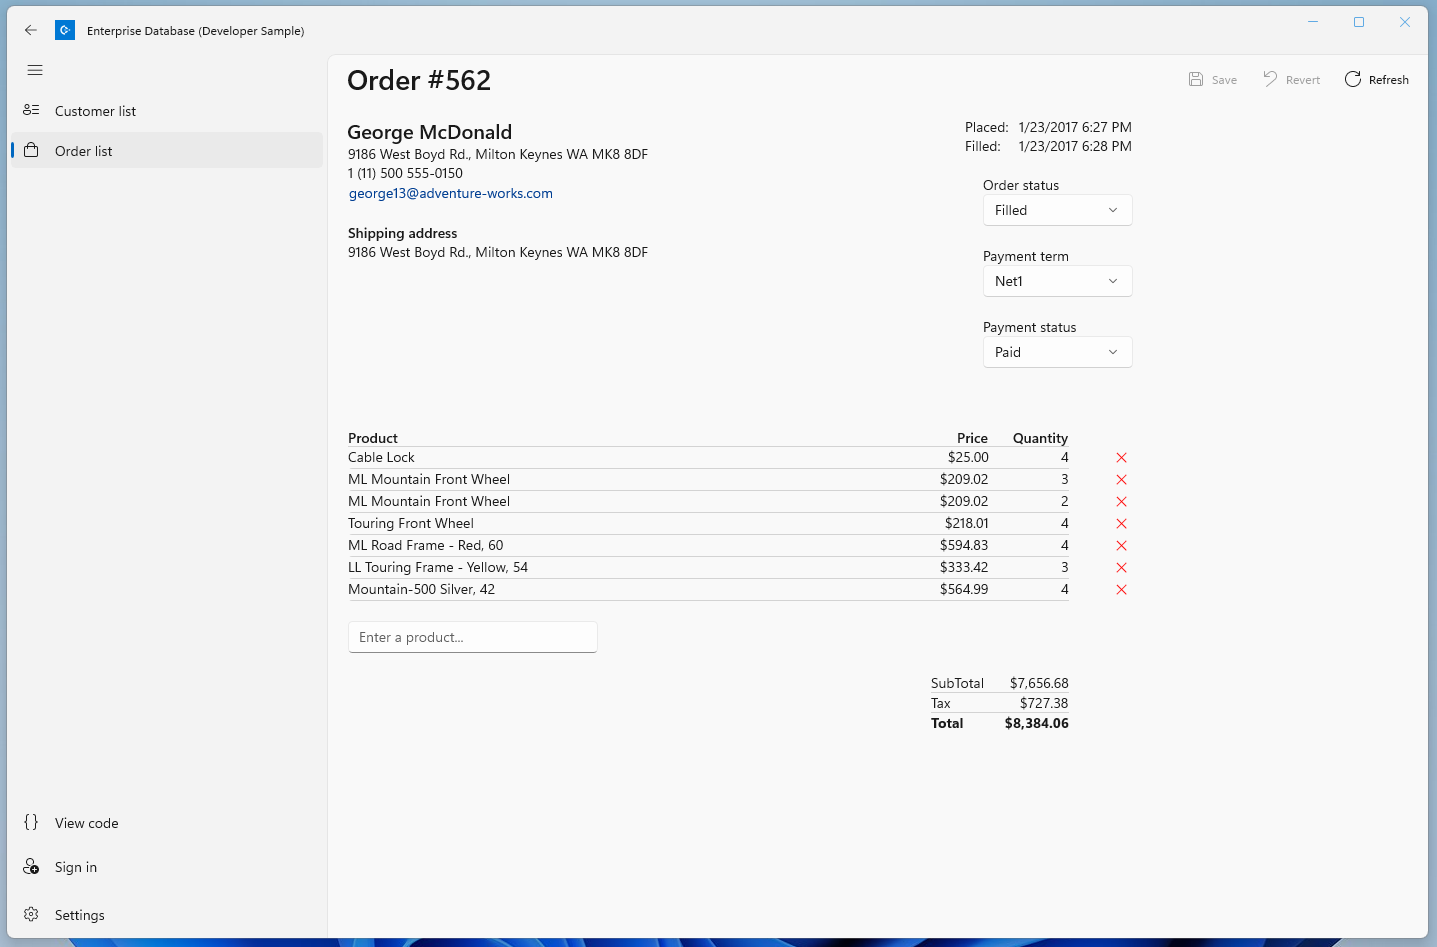 Enterprise Database (Developer Sample)
Customer list
Order list
View code
Sign in
Settings
Order #562
Save Revert Refresh
George McDonald
9186 West Boyd Rd., Milton Keynes WA MK8 8DF
1 (11) 500 555-0150
george13@adventure-works.com
Shipping address
9186 West Boyd Rd., Milton Keynes WA MK8 8DF
Placed: 1/23/2017 6:27 PM
Filled: 1/23/2017 6:28 PM
Order status
Filled
Payment term
Net1
Payment status
Paid
Product Price Quantity
Cable Lock $25.00 4
ML Mountain Front Wheel $209.02 3
ML Mountain Front Wheel $209.02 2
Touring Front Wheel $218.01 4
ML Road Frame - Red, 60 $594.83 4
LL Touring Frame - Yellow, 54 $333.42 3
Mountain-500 Silver, 42 $564.99 4
Enter a product...
SubTotal $7,656.68
Tax $727.38
Total $8,384.06